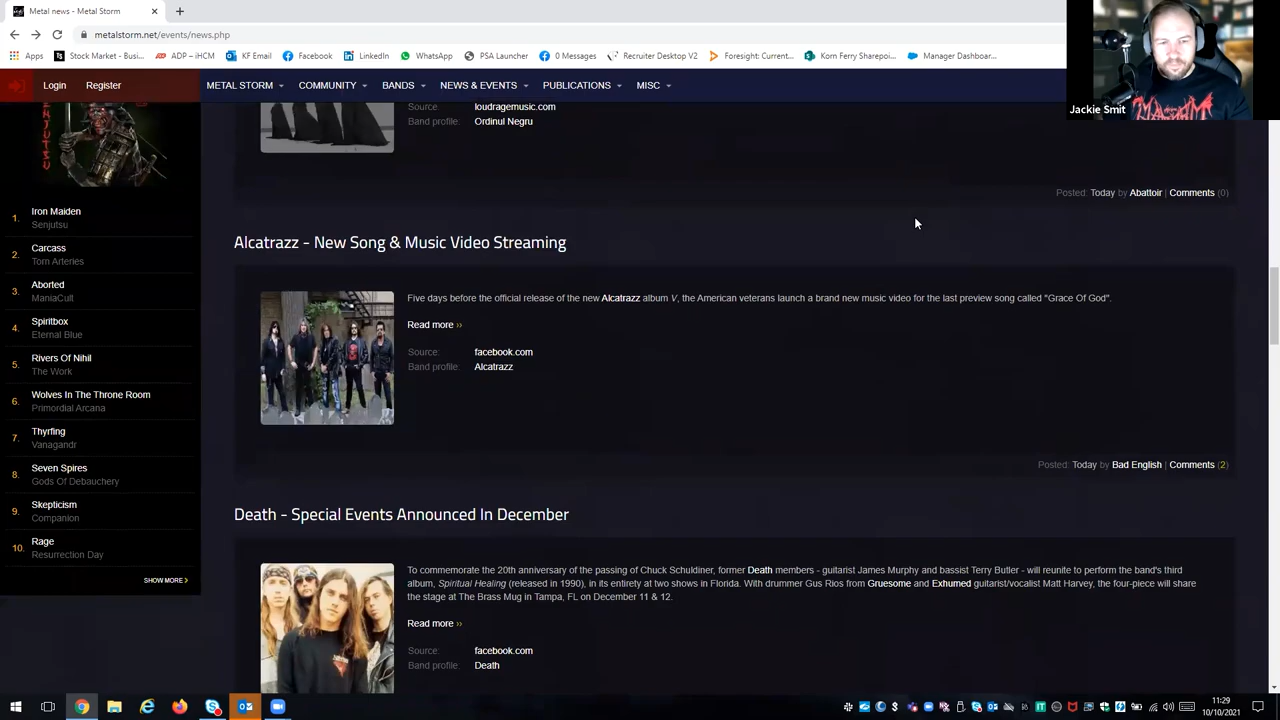 Metal news - Metal Storm
metalstorm.net/events/news.php
Apps Stock Market - Busi... ADP – iHCM KF Email Facebook LinkedIn WhatsApp PSA Launcher 0 Messages Recruiter Desktop V2 Foresight: Current... Korn Ferry Sharepoi... Manager Dashboar...
Login Register METAL STORM COMMUNITY BANDS NEWS & EVENTS PUBLICATIONS MISC
Jackie Smit
Source: loudragemusic.com
Band profile: Ordinul Negru
Posted: Today by Abattoir | Comments (0)
1. Iron Maiden
Senjutsu
2. Carcass
Torn Arteries
3. Aborted
ManiaCult
4. Spiritbox
Eternal Blue
5. Rivers Of Nihil
The Work
6. Wolves In The Throne Room
Primordial Arcana
7. Thyrfing
Vanagandr
8. Seven Spires
Gods Of Debauchery
9. Skepticism
Companion
10. Rage
Resurrection Day
SHOW MORE
Alcatrazz - New Song & Music Video Streaming
Five days before the official release of the new Alcatrazz album V, the American veterans launch a brand new music video for the last preview song called "Grace Of God".
Read more ››
Source: facebook.com
Band profile: Alcatrazz
Posted: Today by Bad English | Comments (2)
Death - Special Events Announced In December
To commemorate the 20th anniversary of the passing of Chuck Schuldiner, former Death members - guitarist James Murphy and bassist Terry Butler - will reunite to perform the band's third
album, Spiritual Healing (released in 1990), in its entirety at two shows in Florida. With drummer Gus Rios from Gruesome and Exhumed guitarist/vocalist Matt Harvey, the four-piece will share
the stage at The Brass Mug in Tampa, FL on December 11 & 12.
Read more ››
Source: facebook.com
Band profile: Death
11:29
10/10/2021